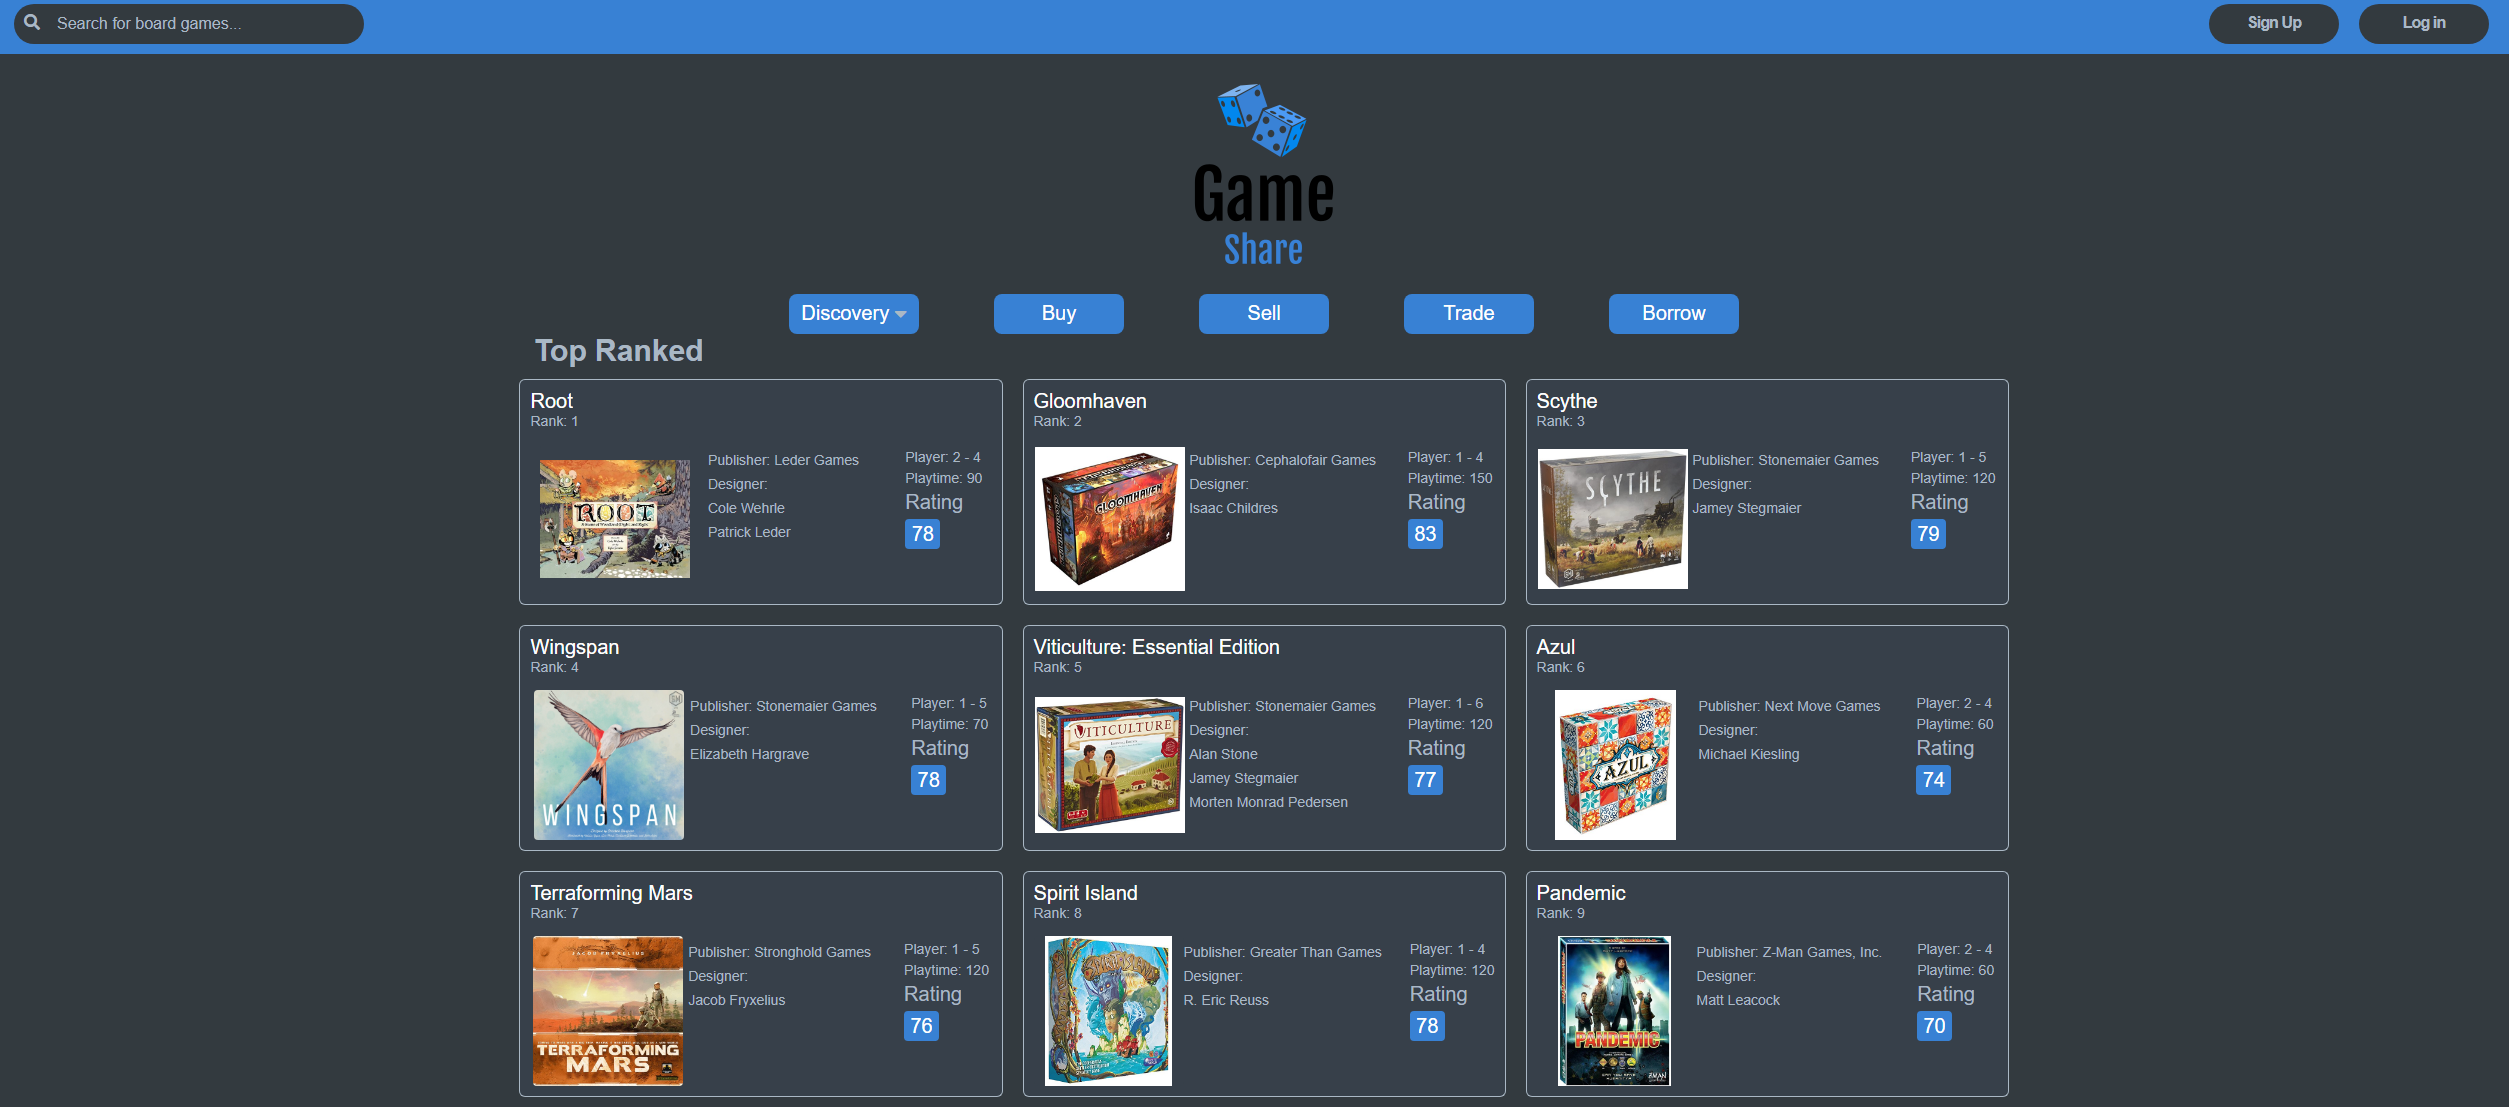 Search for board games...
Sign Up
Log in
Game
Share
Discovery
Buy
Sell
Trade
Borrow
Top Ranked
Root
Rank: 1
ROOT
Publisher: Leder Games
Designer:
Cole Wehrle
Patrick Leder
Player: 2 - 4
Playtime: 90
Rating
78
Gloomhaven
Rank: 2
GLOOMHAVEN
Publisher: Cephalofair Games
Designer:
Isaac Childres
Player: 1 - 4
Playtime: 150
Rating
83
Scythe
Rank: 3
SCYTHE
Publisher: Stonemaier Games
Designer:
Jamey Stegmaier
Player: 1 - 5
Playtime: 120
Rating
79
Wingspan
Rank: 4
WINGSPAN
Publisher: Stonemaier Games
Designer:
Elizabeth Hargrave
Player: 1 - 5
Playtime: 70
Rating
78
Viticulture: Essential Edition
Rank: 5
VITICULTURE
Publisher: Stonemaier Games
Designer:
Alan Stone
Jamey Stegmaier
Morten Monrad Pedersen
Player: 1 - 6
Playtime: 120
Rating
77
Azul
Rank: 6
AZUL
Publisher: Next Move Games
Designer:
Michael Kiesling
Player: 2 - 4
Playtime: 60
Rating
74
Terraforming Mars
Rank: 7
JACOB FRYXELIUS
TERRAFORMING
MARS
Publisher: Stronghold Games
Designer:
Jacob Fryxelius
Player: 1 - 5
Playtime: 120
Rating
76
Spirit Island
Rank: 8
Publisher: Greater Than Games
Designer:
R. Eric Reuss
Player: 1 - 4
Playtime: 120
Rating
78
Pandemic
Rank: 9
PANDEMIC
Publisher: Z-Man Games, Inc.
Designer:
Matt Leacock
Player: 2 - 4
Playtime: 60
Rating
70